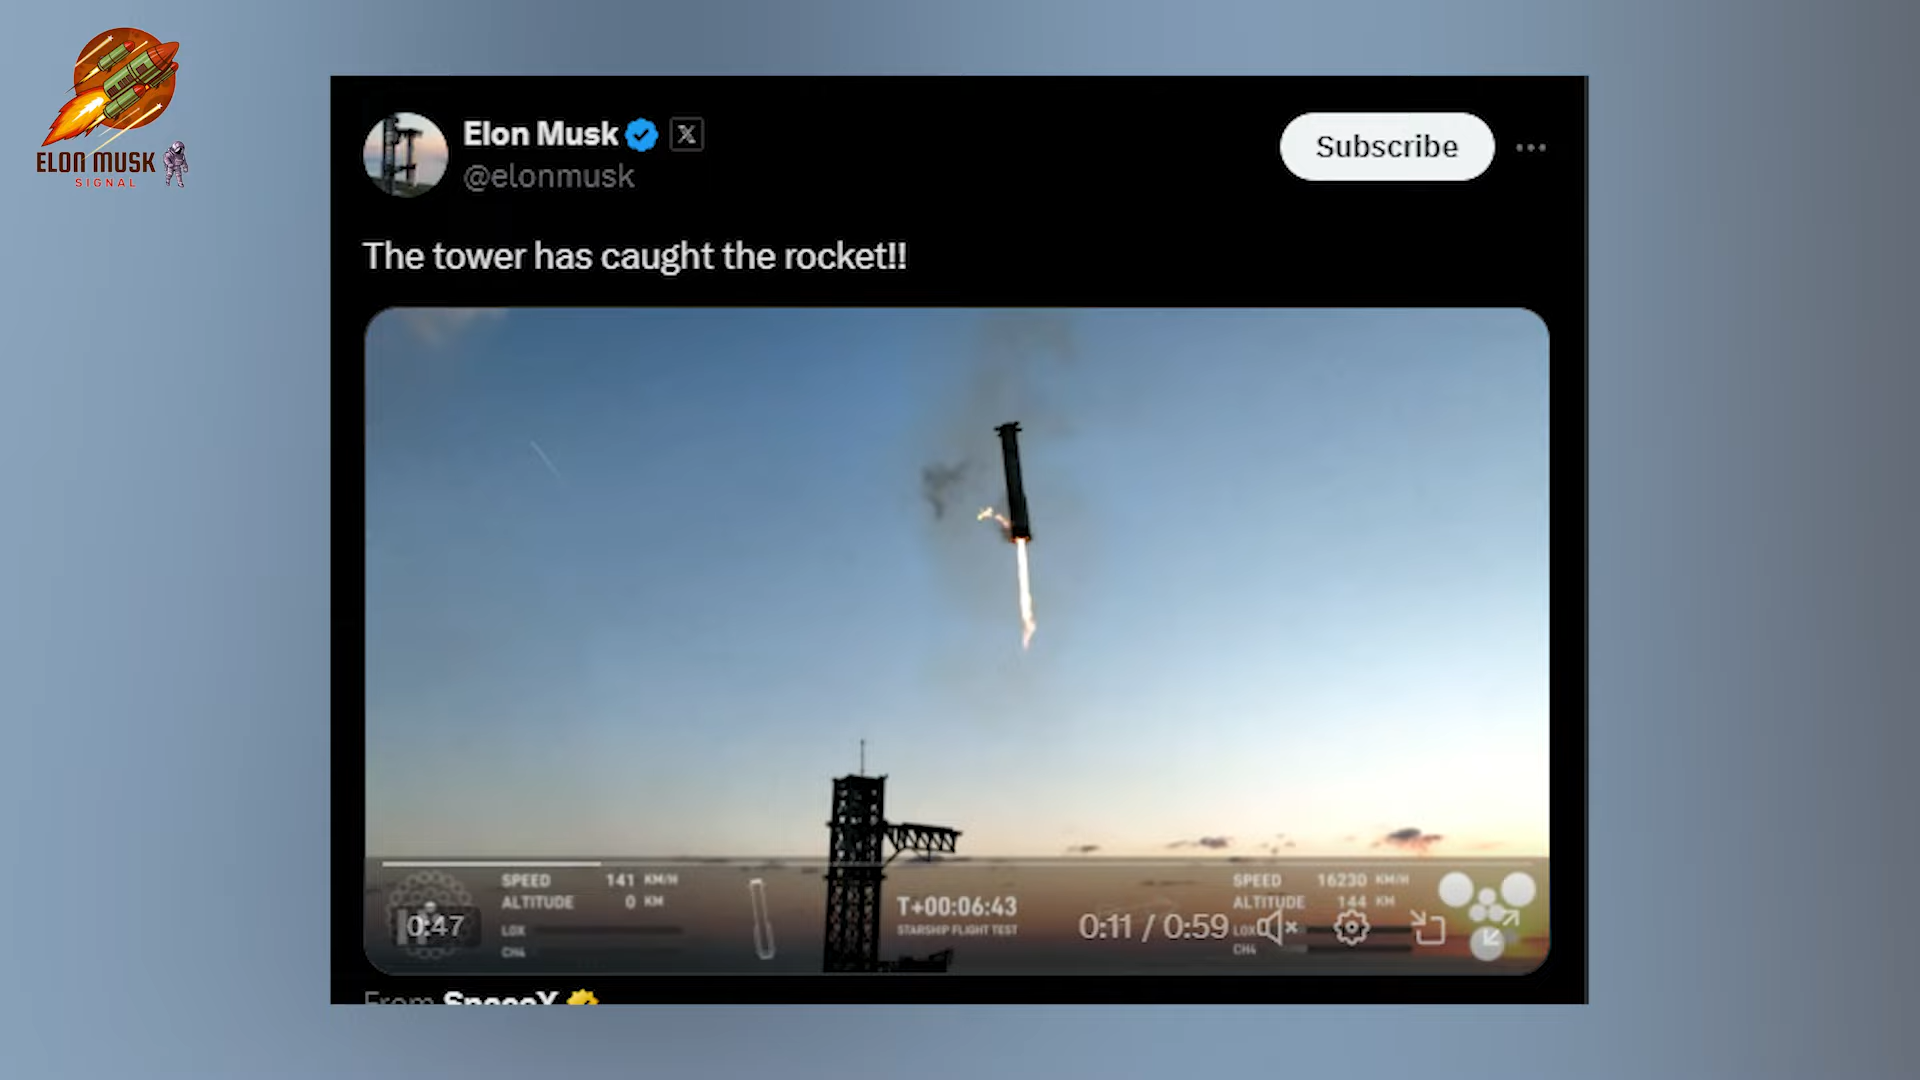 ELON MUSK
SIGNAL
Elon Musk
@elonmusk
Subscribe
The tower has caught the rocket!!
SPEED 141 KM/H
ALTITUDE 0 KM
LOX
CH4
0:47
T+00:06:43
STARSHIP FLIGHT TEST
0:11 / 0:59
SPEED 16230 KM/H
ALTITUDE 144 KM
LOX
CH4
From SpaceX